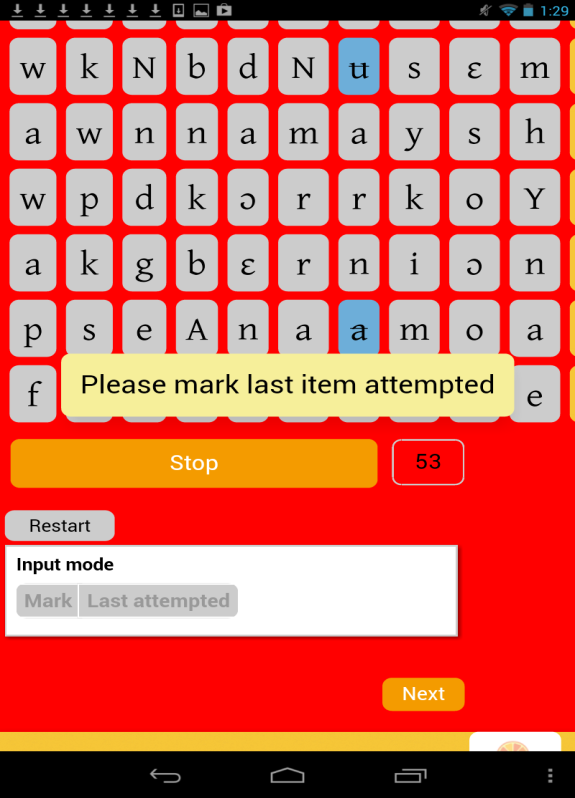 1:29
w k N b d N u s ɛ m
a w n n a m a y s h
w p d k ɔ r r k o Y
a k g b ɛ r n i ɔ n
p s e A n a a m o a
Please mark last item attempted
f e
Stop 53
Restart
Input mode
Mark Last attempted
Next